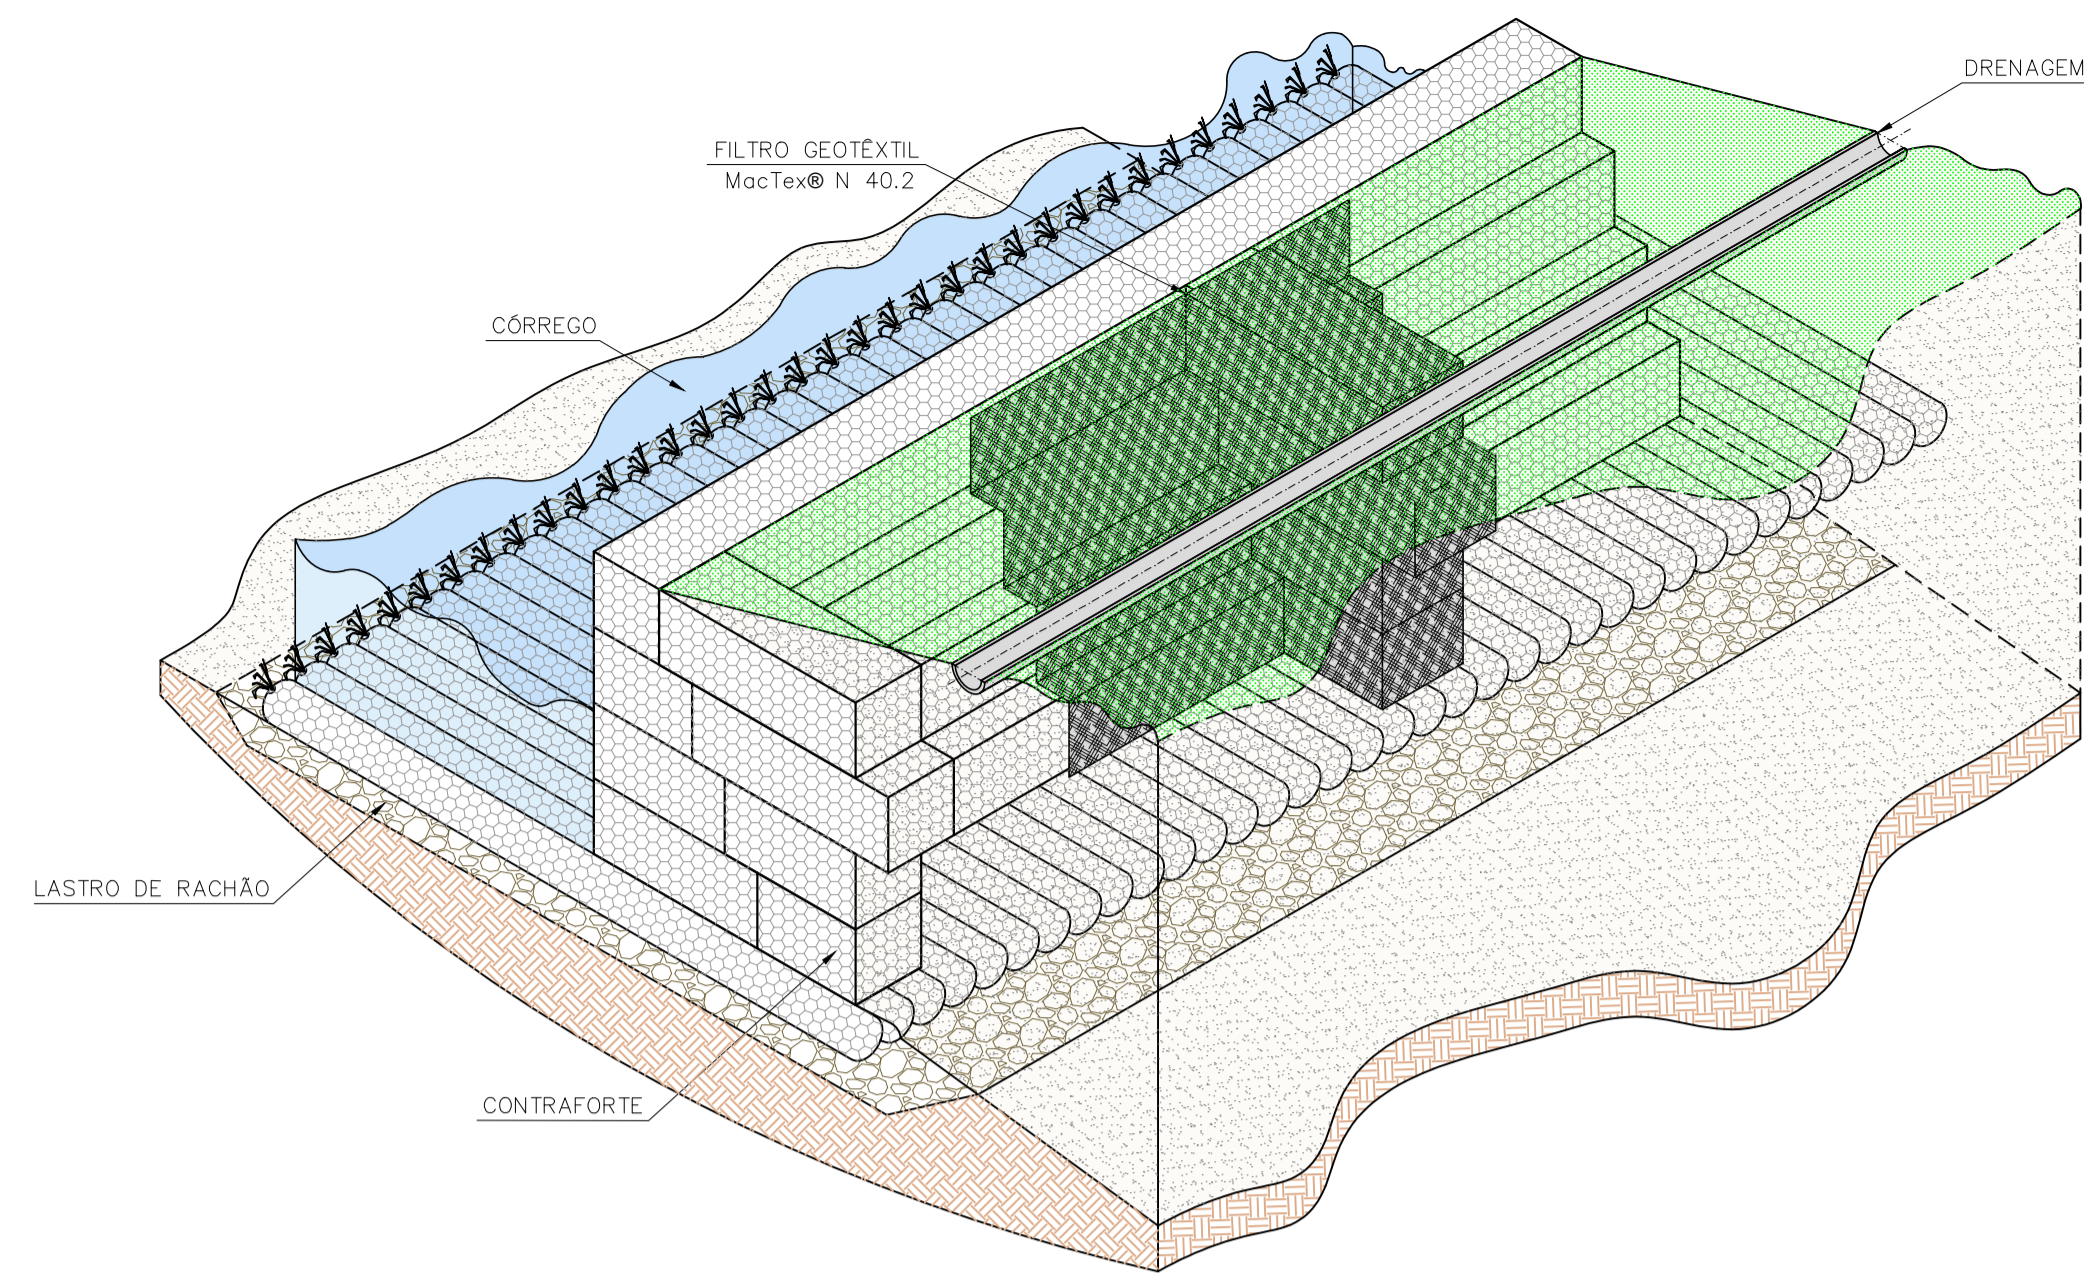 DRENAGEM
FILTRO GEOTÊXTIL
MacTex® N 40.2
CÓRREGO
LASTRO DE RACHÃO
CONTRAFORTE